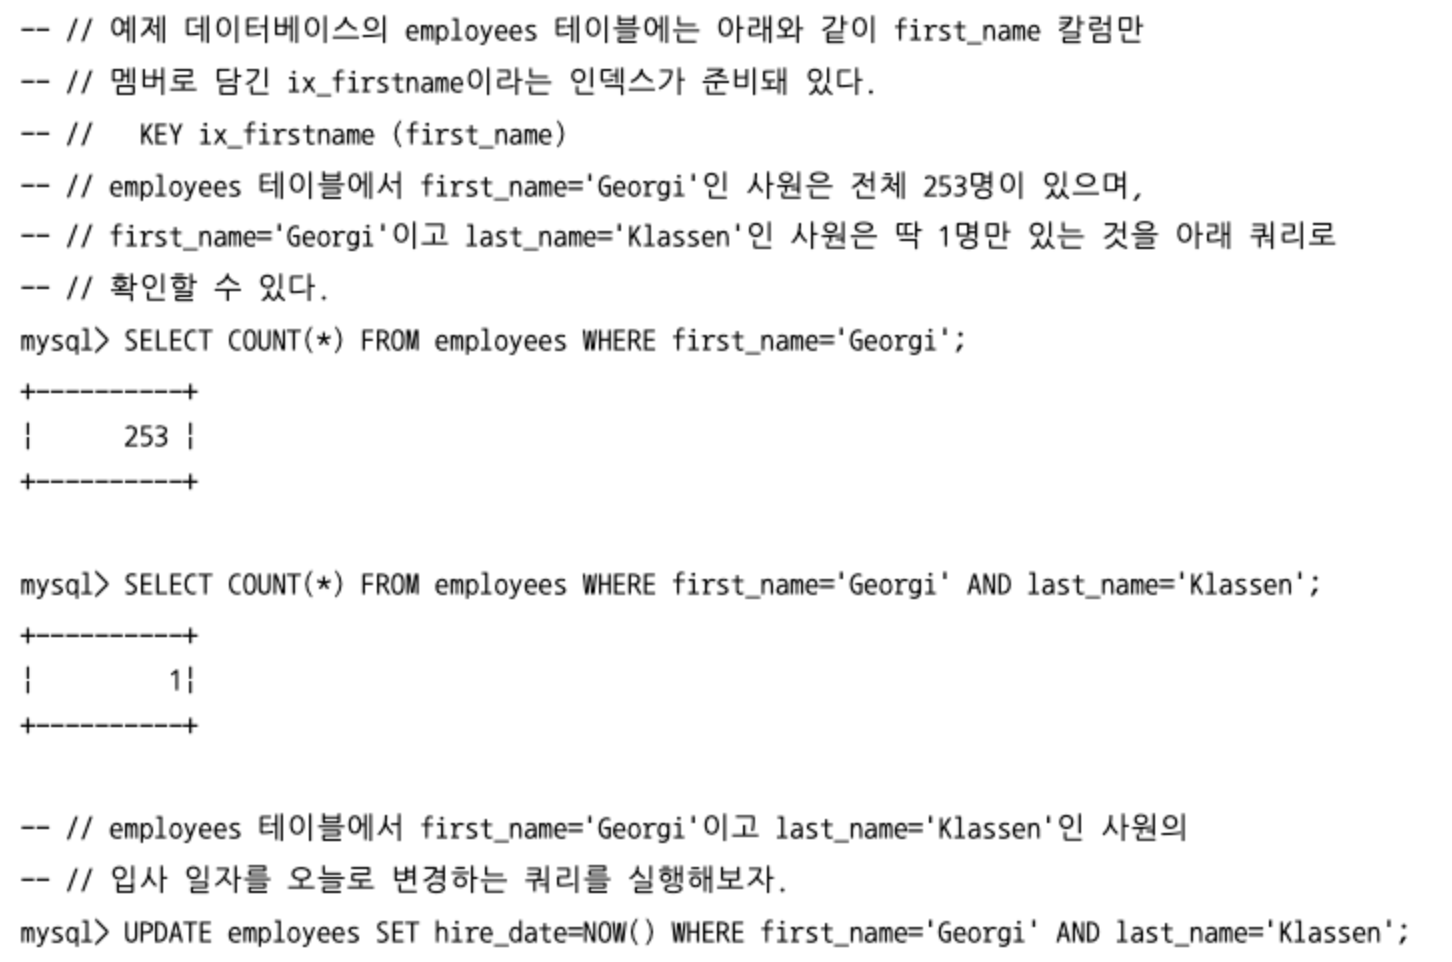 -- // 예제 데이터베이스의 employees 테이블에는 아래와 같이 first_name 칼럼만
-- // 멤버로 담긴 ix_firstname이라는 인덱스가 준비돼 있다.
-- //   KEY ix_firstname (first_name)
-- // employees 테이블에서 first_name='Georgi'인 사원은 전체 253명이 있으며,
-- // first_name='Georgi'이고 last_name='Klassen'인 사원은 딱 1명만 있는 것을 아래 쿼리로
-- // 확인할 수 있다.
mysql> SELECT COUNT(*) FROM employees WHERE first_name='Georgi';
+----------+
|      253 |
+----------+
mysql> SELECT COUNT(*) FROM employees WHERE first_name='Georgi' AND last_name='Klassen';
+----------+
|         1|
+----------+
-- // employees 테이블에서 first_name='Georgi'이고 last_name='Klassen'인 사원의
-- // 입사 일자를 오늘로 변경하는 쿼리를 실행해보자.
mysql> UPDATE employees SET hire_date=NOW() WHERE first_name='Georgi' AND last_name='Klassen';